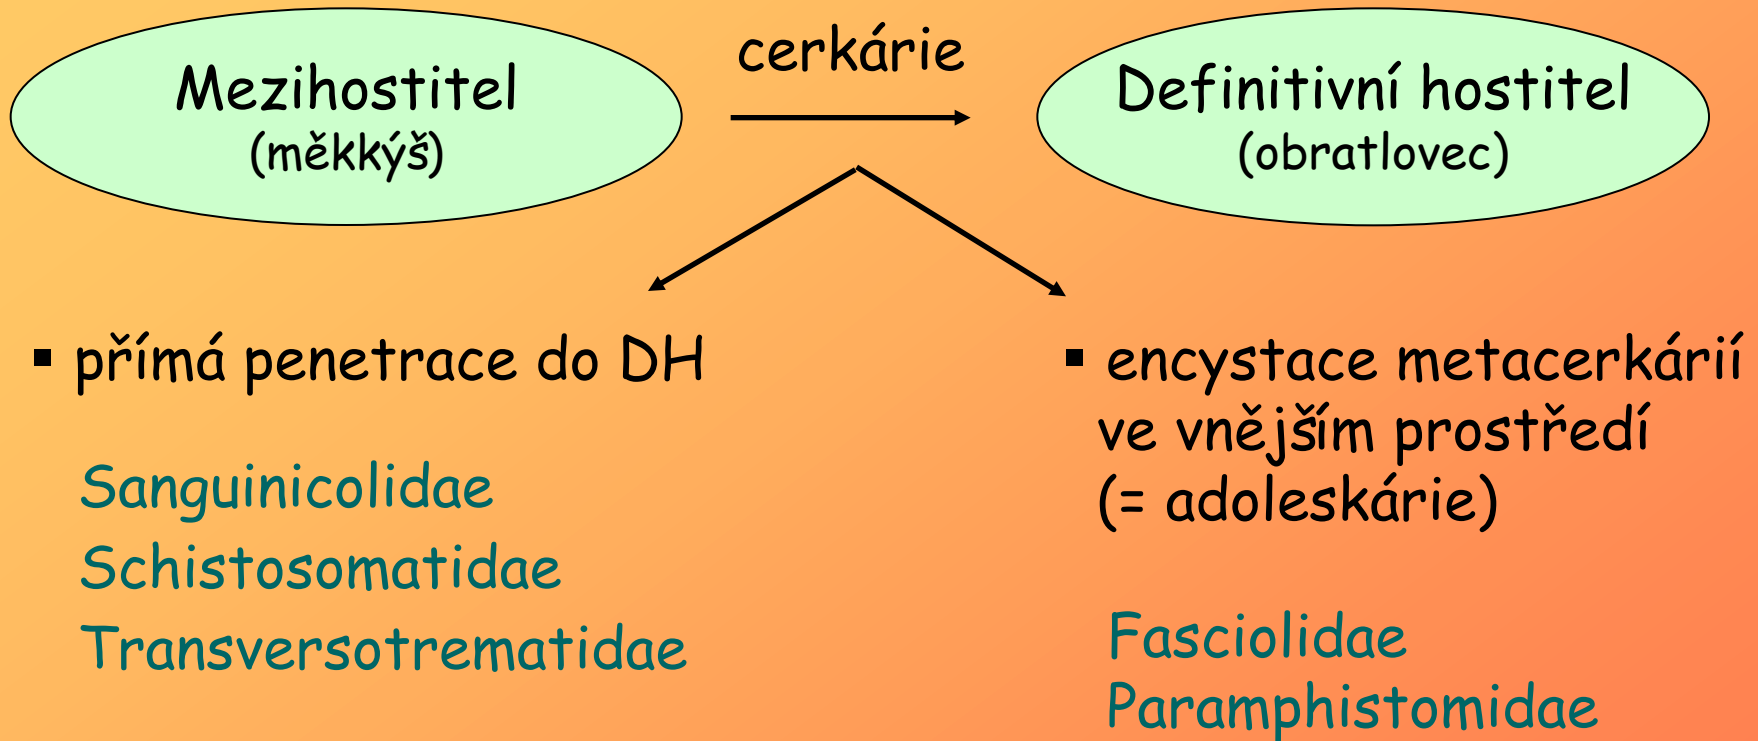 Mezihostitel
(měkkýš)
cerkárie
Definitivní hostitel
(obratlovec)
▪ přímá penetrace do DH
Sanguinicolidae
Schistosomatidae
Transversotrematidae
▪ encystace metacerkárií
ve vnějším prostředí
(= adoleskárie)
Fasciolidae
Paramphistomidae